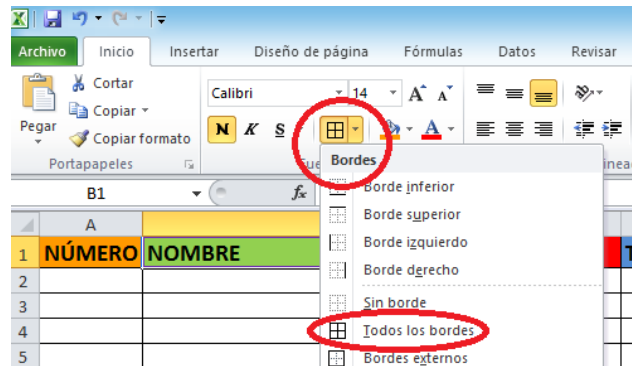 Archivo Inicio Insertar Diseño de página Fórmulas Datos Revisar
Cortar
Copiar
Copiar formato
Pegar
Calibri 14 A A
N K S A
Portapapeles
Bordes
B1 fx
Borde inferior
Borde superior
Borde izquierdo
Borde derecho
Sin borde
Todos los bordes
Bordes externos
A
1 NÚMERO NOMBRE
2
3
4
5